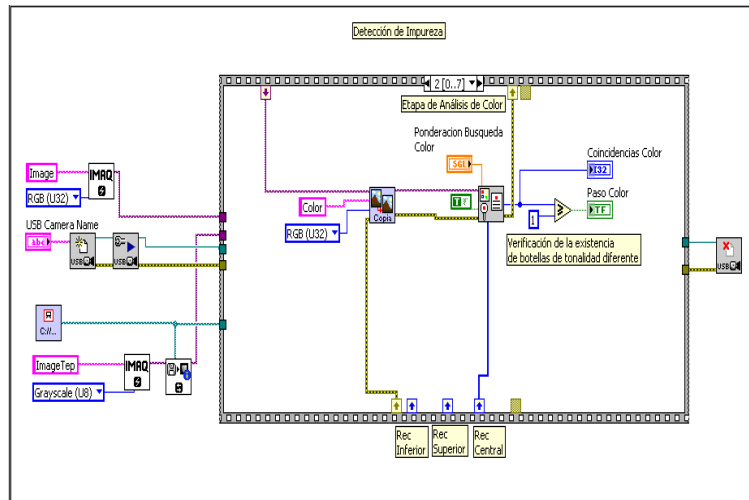 Detección de Impureza
2 [0..7]
Etapa de Análisis de Color
Ponderacion Busqueda
Color
SGL
Coincidencias Color
I32
Image
IMAQ
RGB (U32)
Color
Copia
RGB (U32)
T F
1
Paso Color
TF
USB Camera Name
abc
USB
USB
Verificación de la existencia
de botellas de tonalidad diferente
USB
C://...
ImageTep
IMAQ
Grayscale (U8)
Rec
Inferior
Rec
Superior
Rec
Central